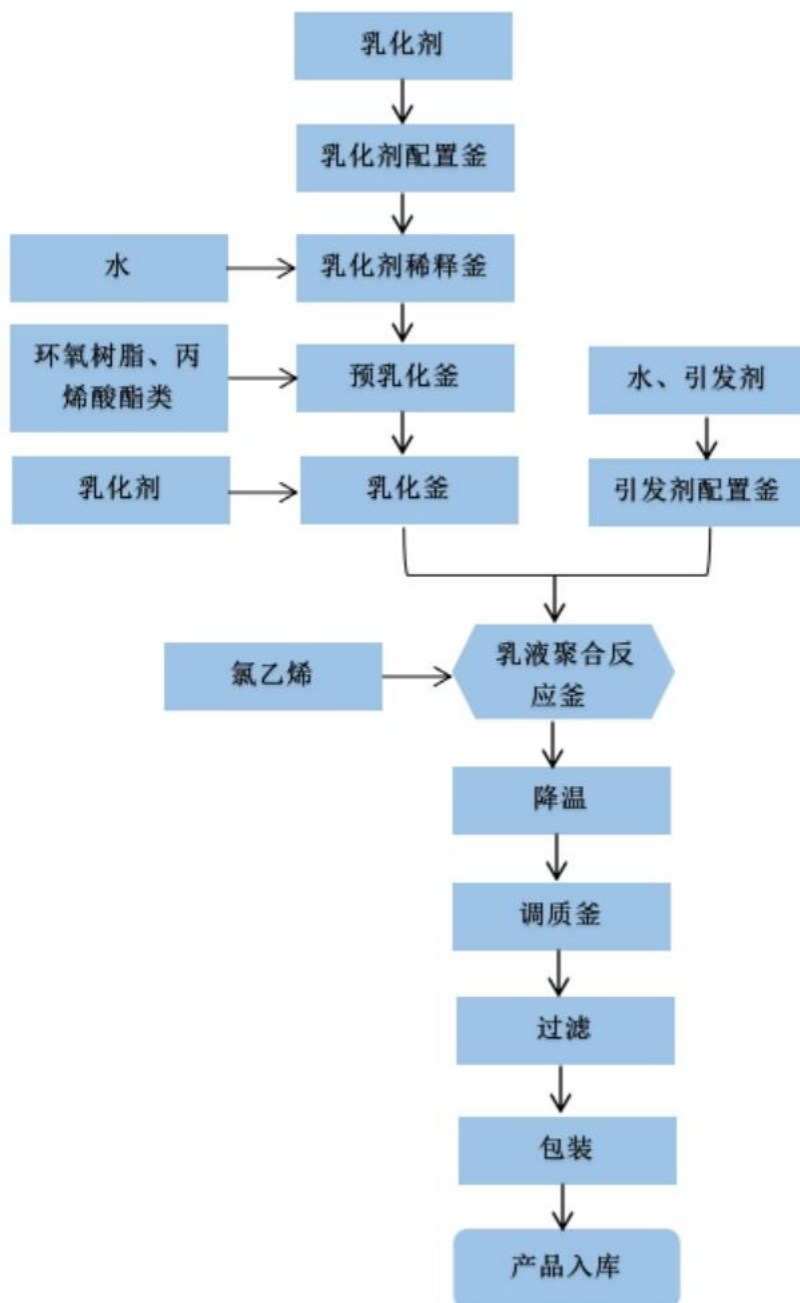 乳化剂
乳化剂配置釜
水
乳化剂稀释釜
环氧树脂、丙
烯酸酯类
预乳化釜
水、引发剂
乳化剂
乳化釜
引发剂配置釜
氯乙烯
乳液聚合反
应釜
降温
调质釜
过滤
包装
产品入库